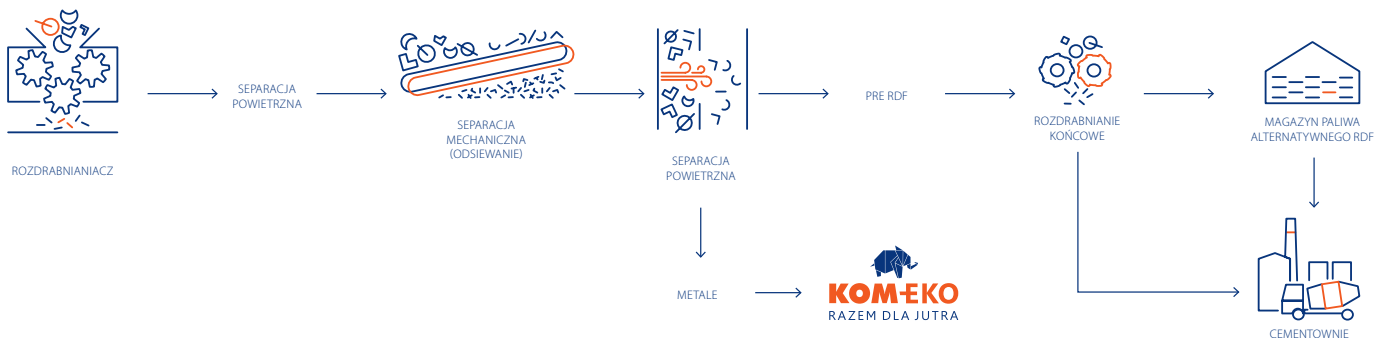 ROZDRABNIANIACZ
SEPARACJA
POWIETRZNA
SEPARACJA
MECHANICZNA
(ODSIEWANIE)
SEPARACJA
POWIETRZNA
PRE RDF
ROZDRABNIANIE
KOŃCOWE
MAGAZYN PALIWA
ALTERNATYWNEGO RDF
METALE
KOM-EKO
RAZEM DLA JUTRA
CEMENTOWNIE